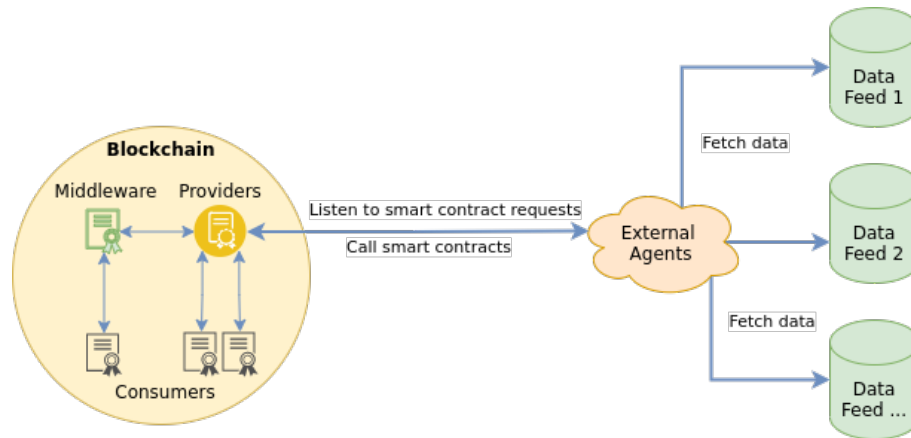 Blockchain
Middleware
Providers
Consumers
Listen to smart contract requests
Call smart contracts
External
Agents
Fetch data
Fetch data
Data
Feed 1
Data
Feed 2
Data
Feed ...